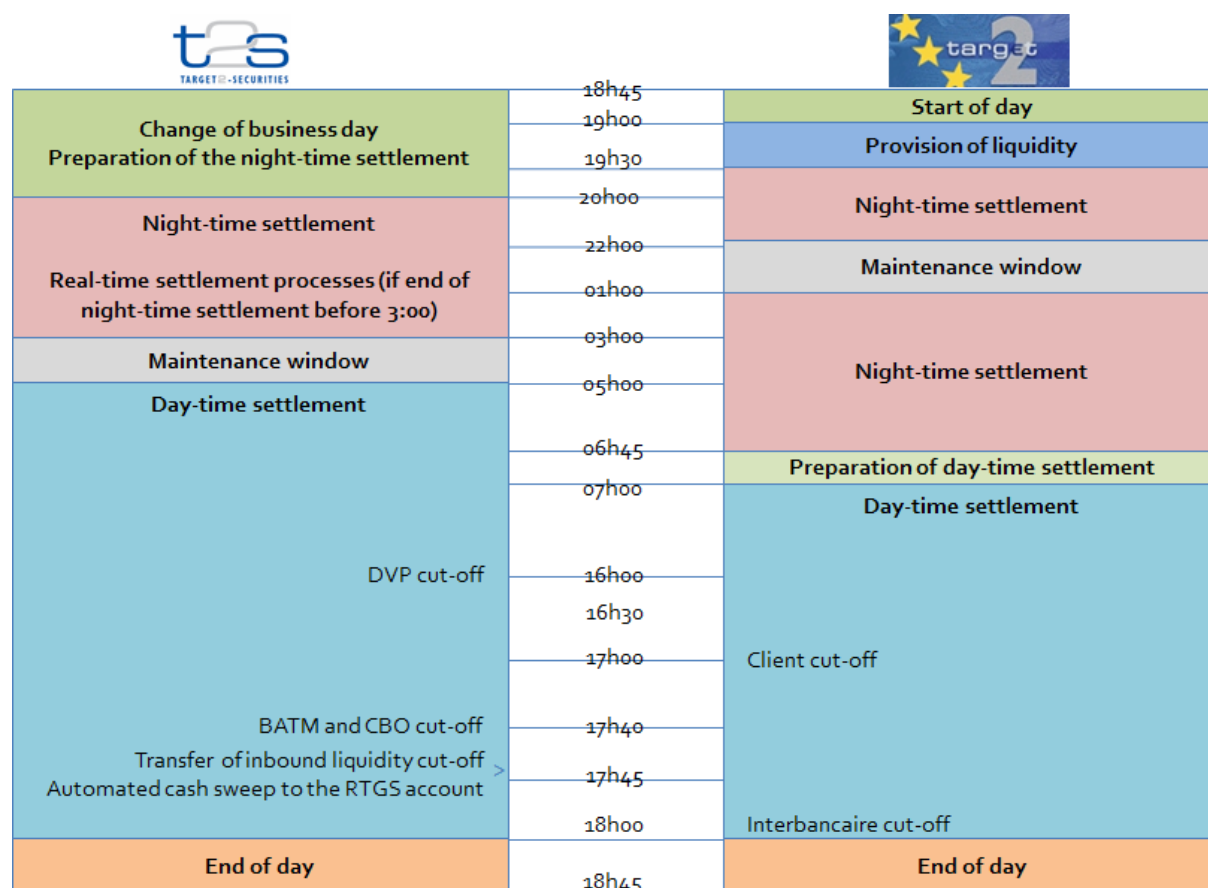 t2s
TARGET2-SECURITIES
target2
18h45
Change of business day
Preparation of the night-time settlement
19h00
19h30
20h00
Start of day
Provision of liquidity
Night-time settlement
Night-time settlement
Real-time settlement processes (if end of
night-time settlement before 3:00)
22h00
01h00
03h00
Maintenance window
Night-time settlement
Maintenance window
05h00
Day-time settlement
06h45
07h00
Preparation of day-time settlement
Day-time settlement
DVP cut-off
16h00
16h30
17h00
Client cut-off
BATM and CBO cut-off
17h40
Transfer of inbound liquidity cut-off
>
Automated cash sweep to the RTGS account
17h45
18h00
Interbancaire cut-off
End of day
18h45
End of day